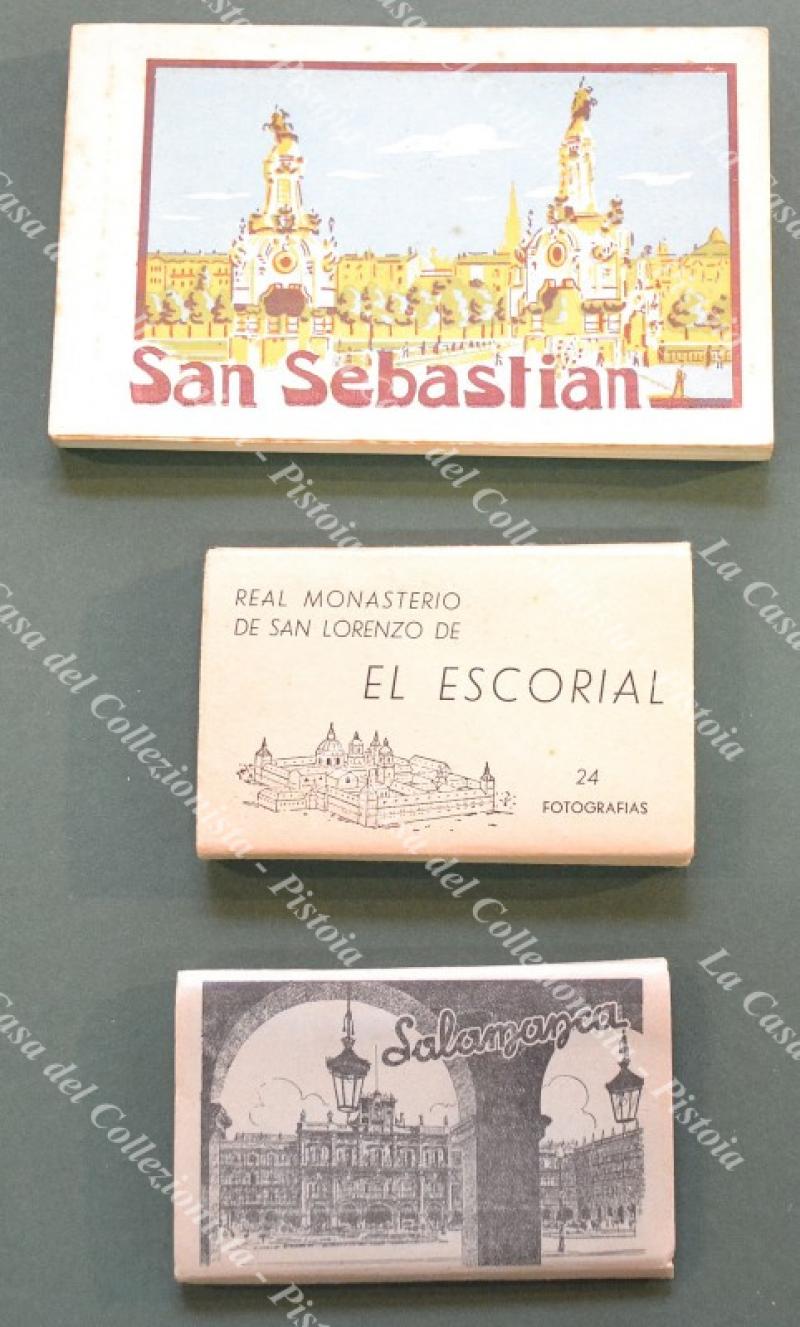 San Sebastian
REAL MONASTERIO
DE SAN LORENZO DE
EL ESCORIAL
24
FOTOGRAFIAS
Salamanca
La Casa del Collezionista - Pistoia